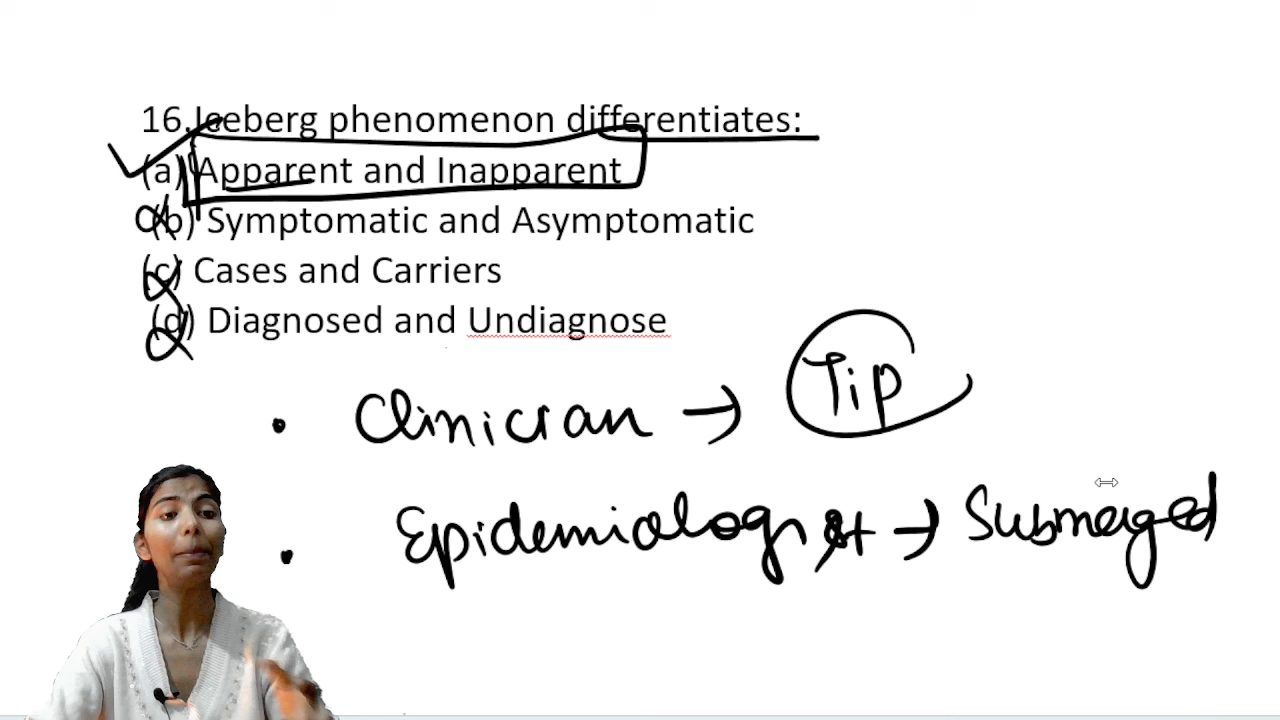 16.Iceberg phenomenon differentiates:
(a) Apparent and Inapparent
(b) Symptomatic and Asymptomatic
(c) Cases and Carriers
(d) Diagnosed and Undiagnose
• Clinician → Tip
• Epidemiologist → Submerged